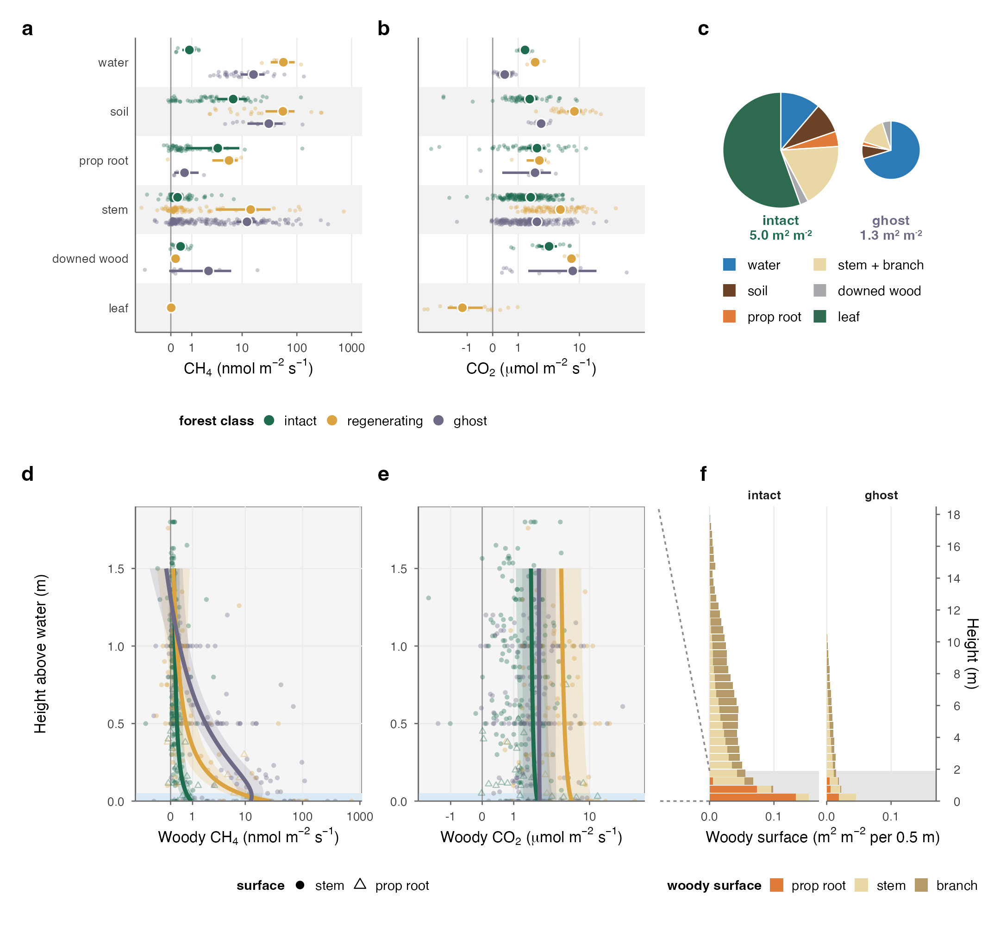 a
b
c
water
soil
prop root
stem
downed wood
leaf
0 1 10 100 1000
CH₄ (nmol m⁻² s⁻¹)
-1 0 1 10
CO₂ (μmol m⁻² s⁻¹)
intact
5.0 m² m⁻²
ghost
1.3 m² m⁻²
water
soil
prop root
stem + branch
downed wood
leaf
forest class intact regenerating ghost
d
e
f
Height above water (m)
1.5
1.0
0.5
0.0
0 1 10 100 1000
Woody CH₄ (nmol m⁻² s⁻¹)
1.5
1.0
0.5
0.0
-1 0 1 10
Woody CO₂ (μmol m⁻² s⁻¹)
intact
ghost
18
16
14
12
10
8
6
4
2
0
Height (m)
0.0 0.1 0.0 0.1
Woody surface (m² m⁻² per 0.5 m)
surface stem prop root
woody surface prop root stem branch